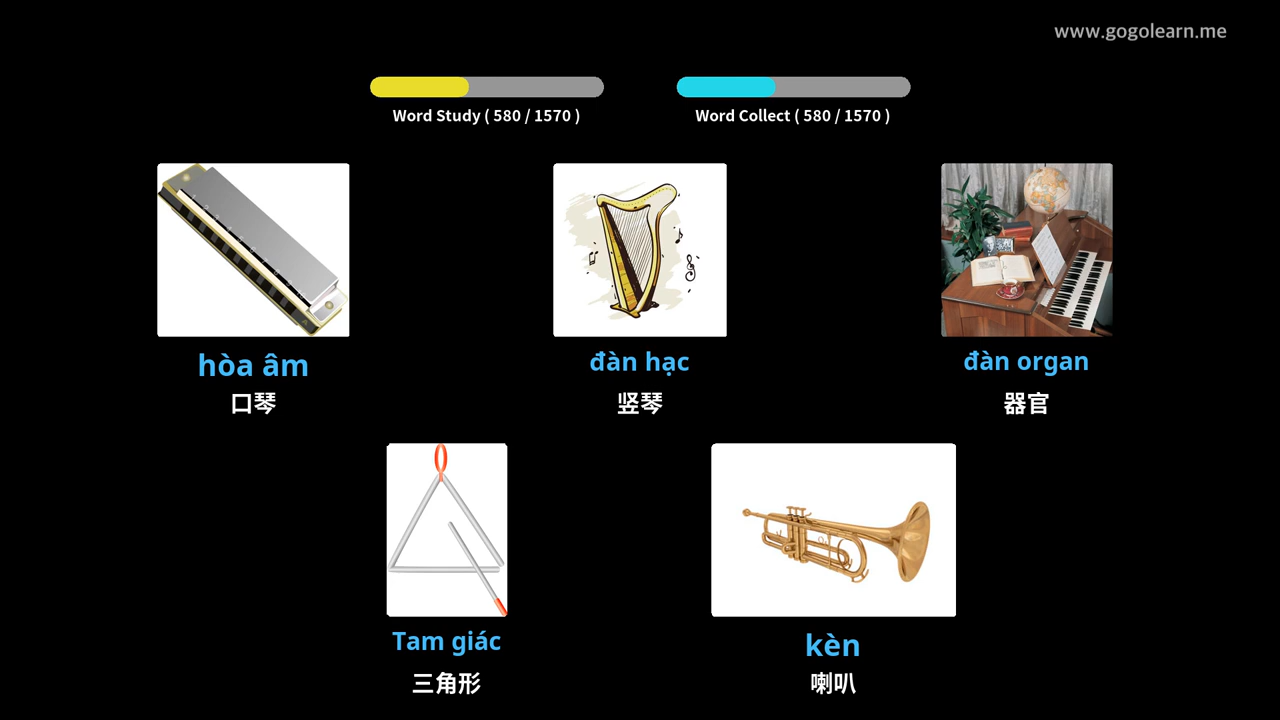 www.gogolearn.me
Word Study ( 580 / 1570 )
Word Collect ( 580 / 1570 )
hòa âm
口琴
đàn hạc
竖琴
đàn organ
器官
Tam giác
三角形
kèn
喇叭